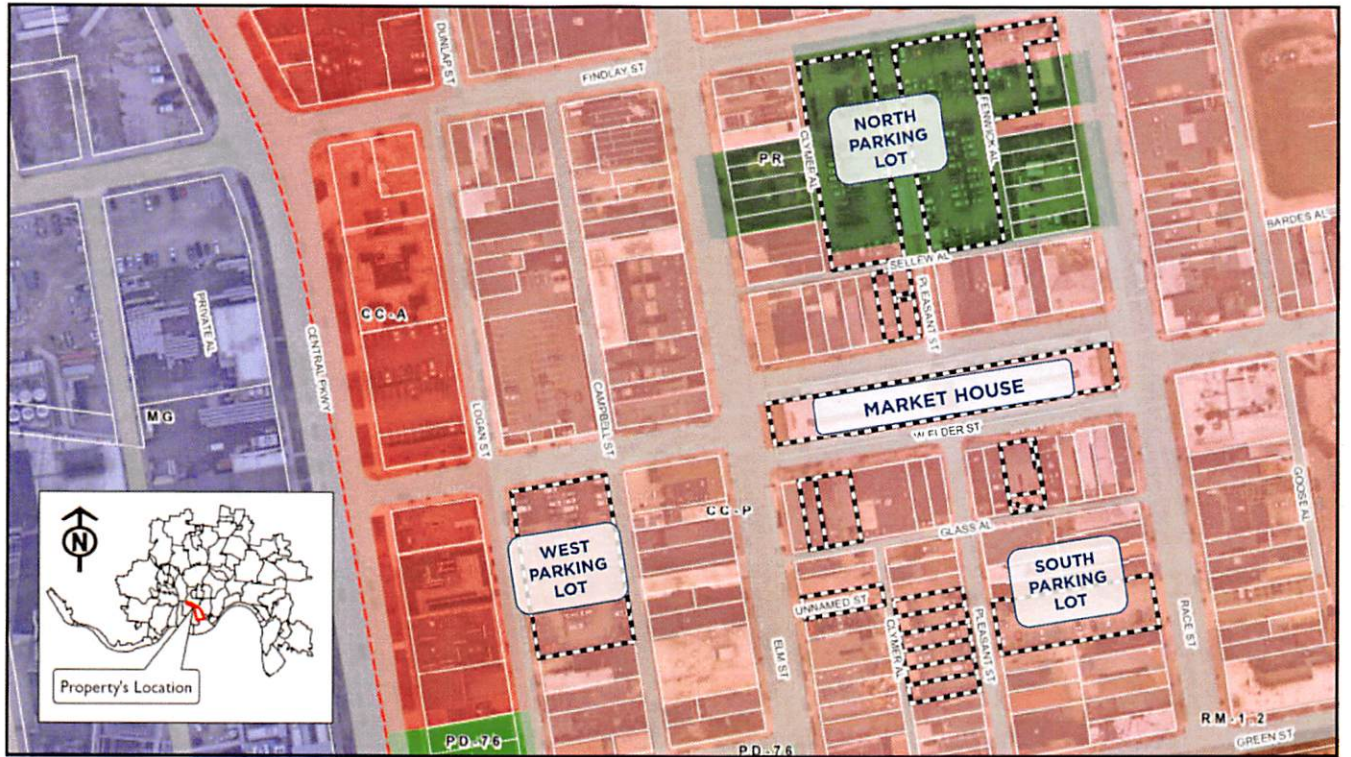 DUNLAP ST
FINDLAY ST
NORTH
PARKING
LOT
CLYMER AL
FENWICK AL
PR
BARDES AL
SELLEW AL
PLEASANT ST
PRIVATE AL
CENTRAL PKWY
CC-A
MARKET HOUSE
W ELDER ST
MG
LOGAN ST
CAMPBELL ST
GOOSE AL
CC-P
GLASS AL
N
WEST
PARKING
LOT
SOUTH
PARKING
LOT
UNNAMED ST
CLYMER AL
PLEASANT ST
ELM ST
RACE ST
Property's Location
PD-76
PD-76
RM-1.2
GREEN ST